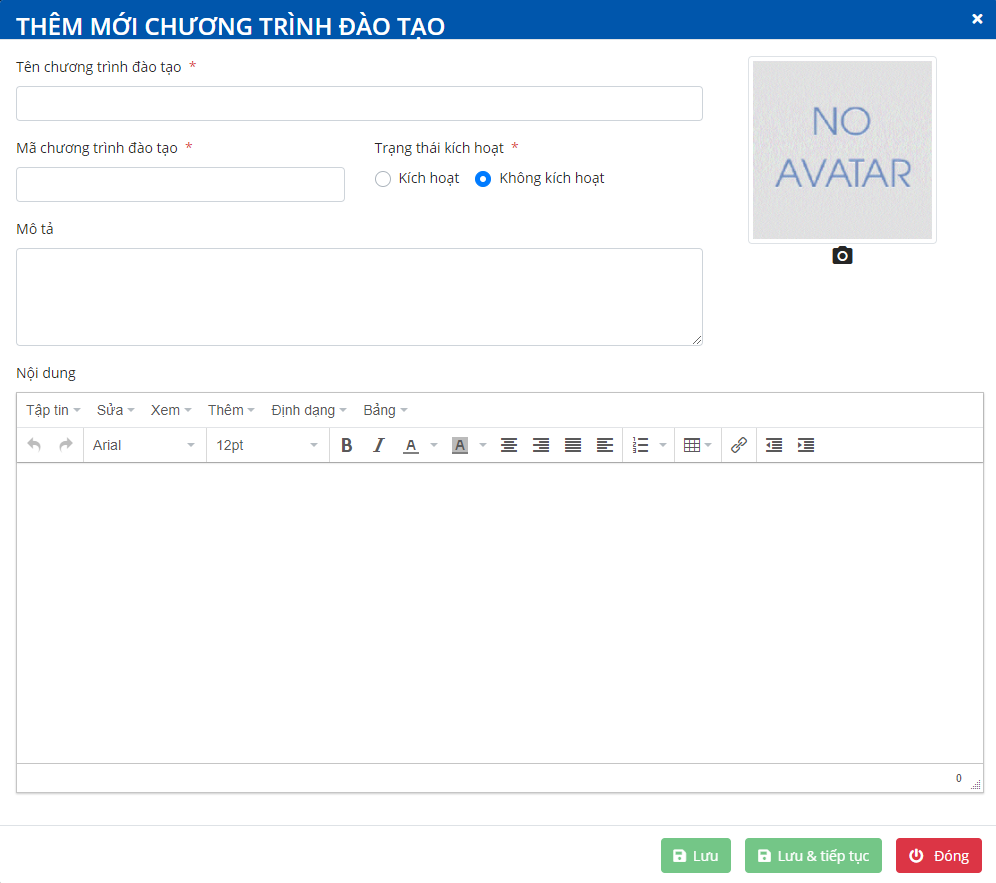 THÊM MỚI CHƯƠNG TRÌNH ĐÀO TẠO
Tên chương trình đào tạo *
NO
AVATAR
Mã chương trình đào tạo *
Trạng thái kích hoạt *
Kích hoạt
Không kích hoạt
Mô tả
Nội dung
Tập tin Sửa Xem Thêm Định dạng Bảng
Arial 12pt
0
Lưu
Lưu & tiếp tục
Đóng